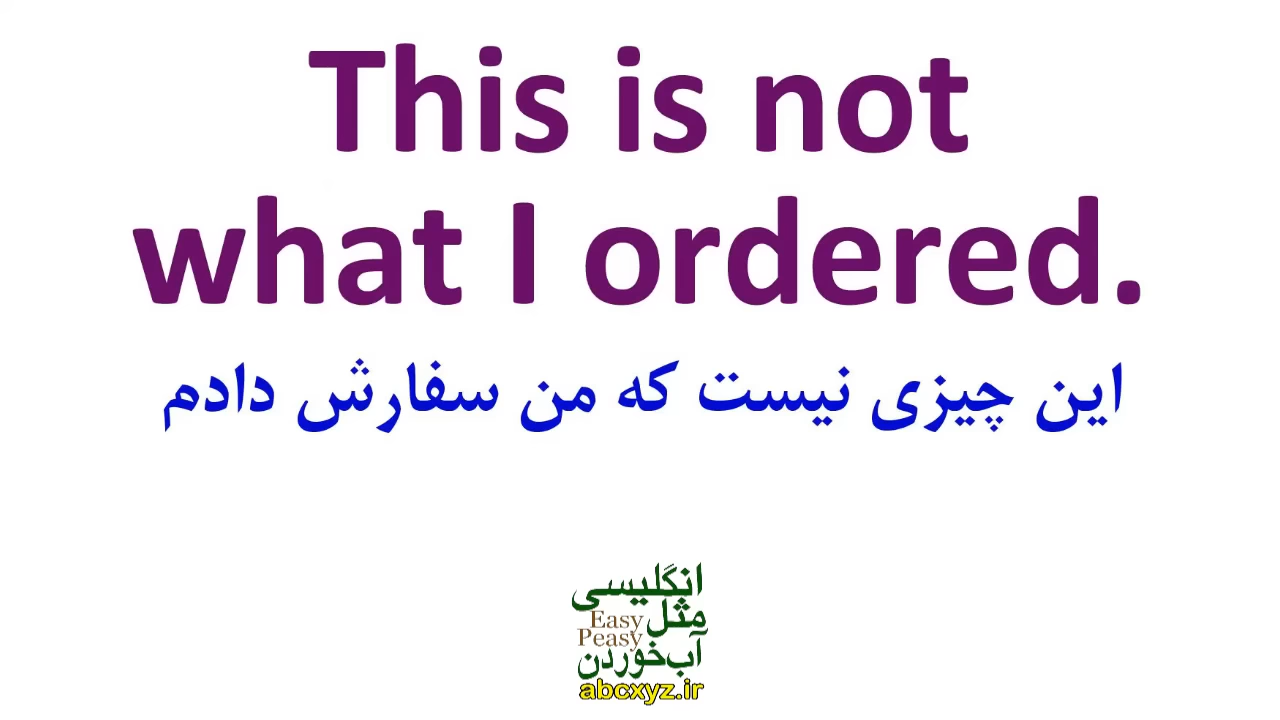 This is not
what I ordered.
این چیزی نیست که من سفارش دادم
انگلیسی
مثل
Easy
Peasy
آب‌خوردن
abcxyz.ir